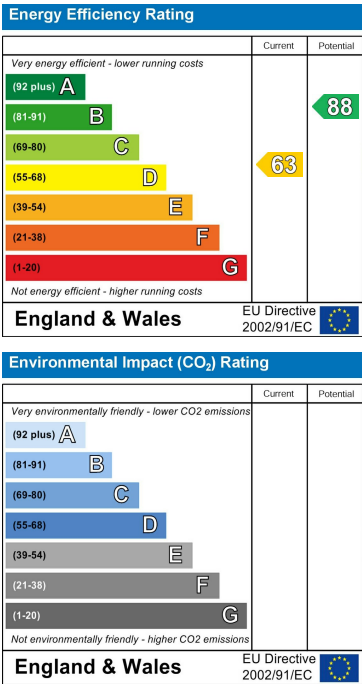 Energy Efficiency Rating
Current Potential
Very energy efficient - lower running costs
(92 plus) A
(81-91) B
88
(69-80) C
63
(55-68) D
(39-54) E
(21-38) F
(1-20) G
Not energy efficient - higher running costs
England & Wales
EU Directive
2002/91/EC
Environmental Impact (CO₂) Rating
Current Potential
Very environmentally friendly - lower CO2 emissions
(92 plus) A
(81-91) B
(69-80) C
(55-68) D
(39-54) E
(21-38) F
(1-20) G
Not environmentally friendly - higher CO2 emissions
England & Wales
EU Directive
2002/91/EC